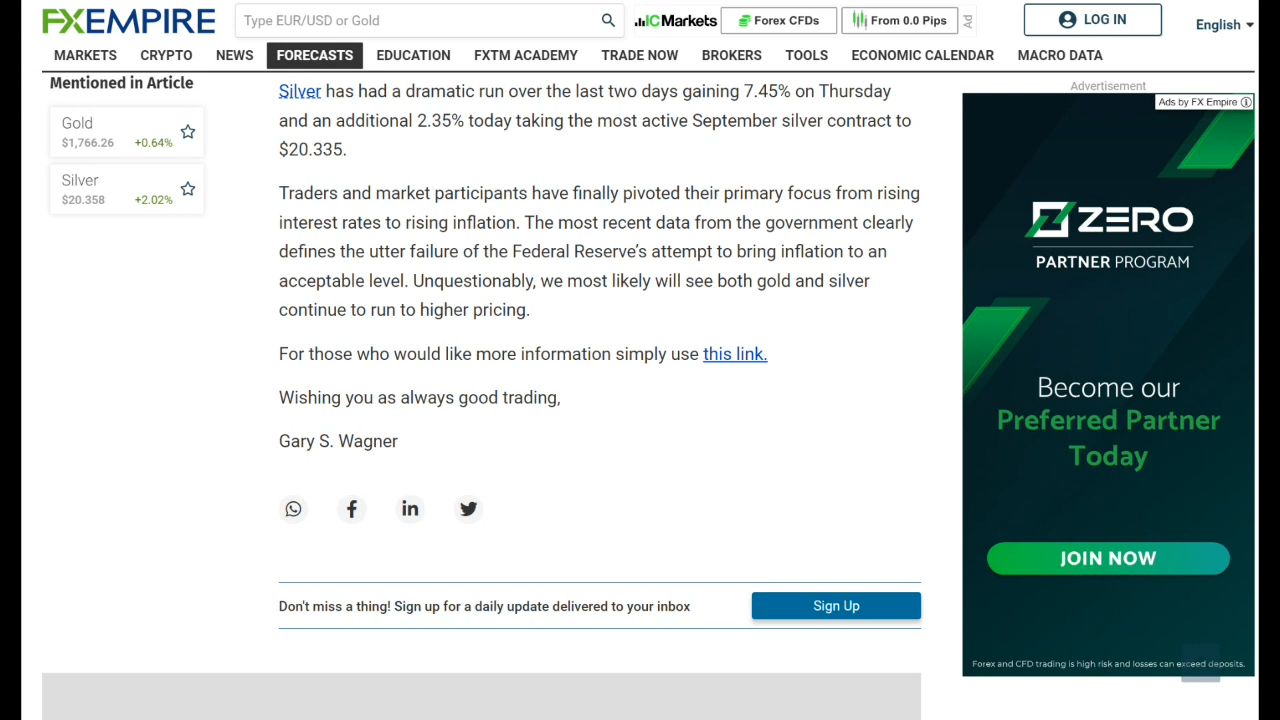 FXEMPIRE
Type EUR/USD or Gold
ICMarkets
Forex CFDs
From 0.0 Pips
Ad
LOG IN
English
MARKETS CRYPTO NEWS FORECASTS EDUCATION FXTM ACADEMY TRADE NOW BROKERS TOOLS ECONOMIC CALENDAR MACRO DATA
Mentioned in Article
Gold
$1,766.26 +0.64%
Silver
$20.358 +2.02%
Silver has had a dramatic run over the last two days gaining 7.45% on Thursday
and an additional 2.35% today taking the most active September silver contract to
$20.335.
Traders and market participants have finally pivoted their primary focus from rising
interest rates to rising inflation. The most recent data from the government clearly
defines the utter failure of the Federal Reserve’s attempt to bring inflation to an
acceptable level. Unquestionably, we most likely will see both gold and silver
continue to run to higher pricing.
For those who would like more information simply use this link.
Wishing you as always good trading,
Gary S. Wagner
Don't miss a thing! Sign up for a daily update delivered to your inbox
Sign Up
Advertisement
Ads by FX Empire
ZERO
PARTNER PROGRAM
Become our
Preferred Partner
Today
JOIN NOW
Forex and CFD trading is high risk and losses can exceed deposits.